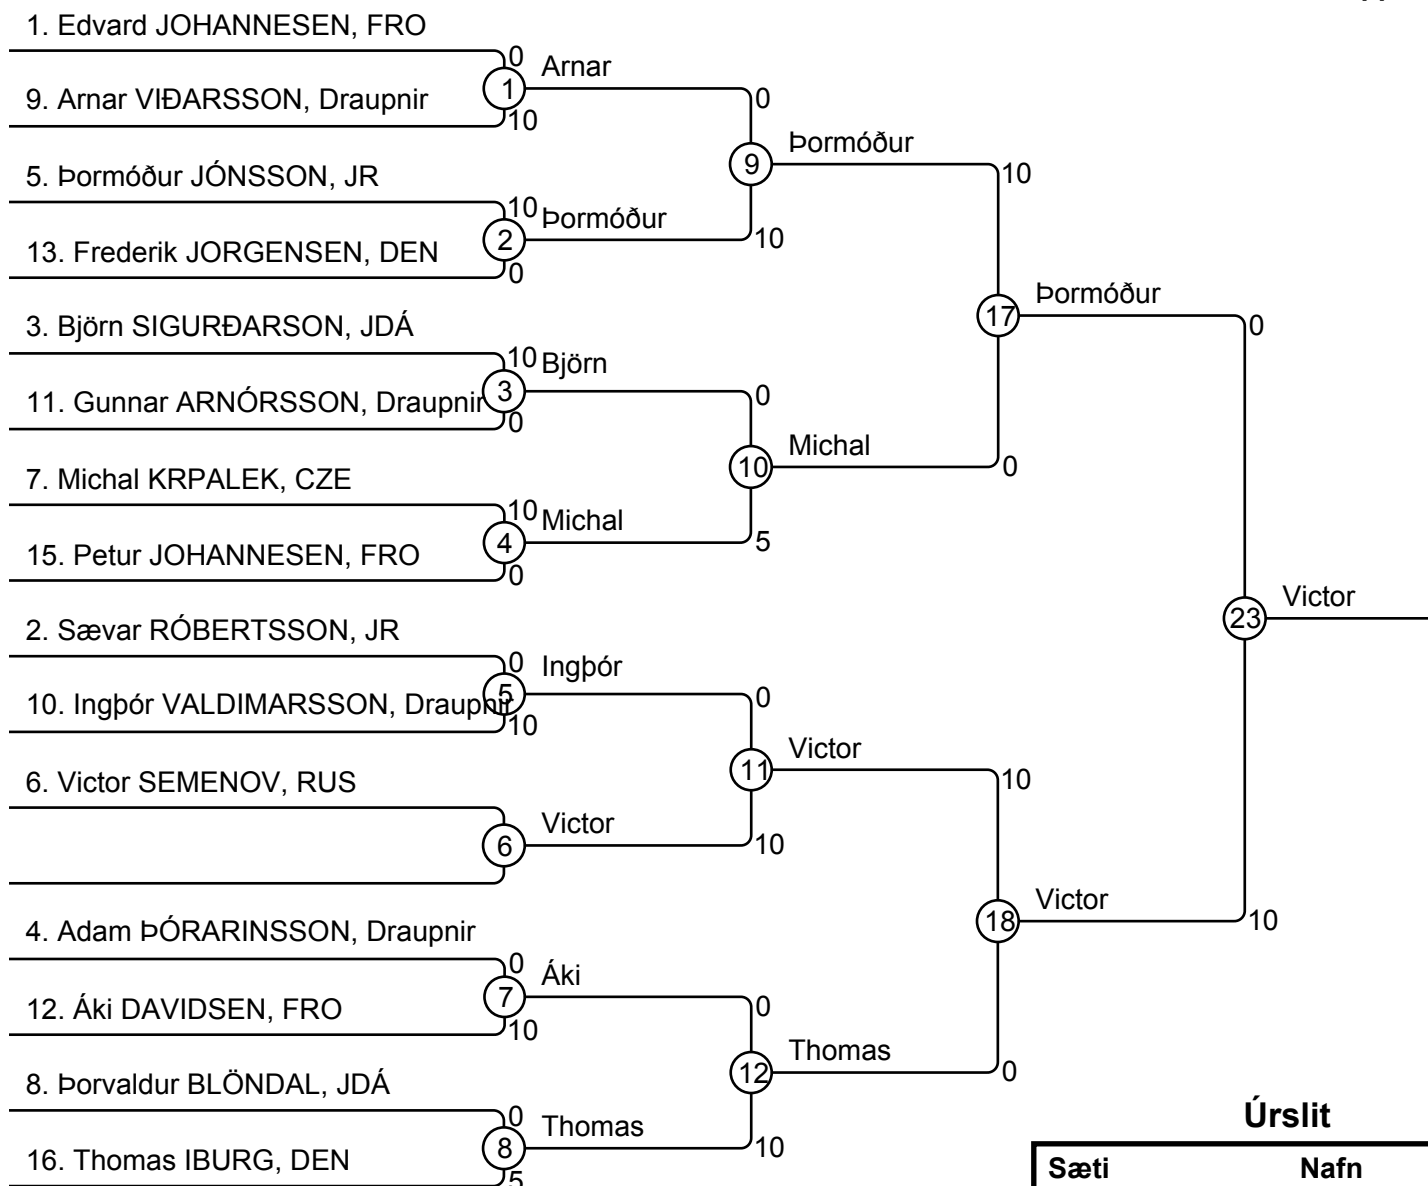 1. Edvard JOHANNESEN, FRO
0
1
Arnar
9. Arnar VIÐARSSON, Draupnir
10
0
9
Þormóður
5. Þormóður JÓNSSON, JR
10
10
2
Þormóður
10
13. Frederik JORGENSEN, DEN
0
17
Þormóður
0
3. Björn SIGURÐARSON, JDÁ
10
3
Björn
0
11. Gunnar ARNÓRSSON, Draupnir
0
10
Michal
0
7. Michal KRPALEK, CZE
10
4
Michal
5
15. Petur JOHANNESEN, FRO
0
23
Victor
2. Sævar RÓBERTSSON, JR
0
5
Ingþór
0
10. Ingþór VALDIMARSSON, Draupnir
10
11
Victor
10
6. Victor SEMENOV, RUS
6
Victor
10
18
Victor
10
4. Adam ÞÓRARINSSON, Draupnir
0
7
Áki
0
12. Áki DAVIDSEN, FRO
10
12
Thomas
0
8. Þorvaldur BLÖNDAL, JDÁ
0
8
Thomas
10
16. Thomas IBURG, DEN
5
Úrslit
Sæti Nafn